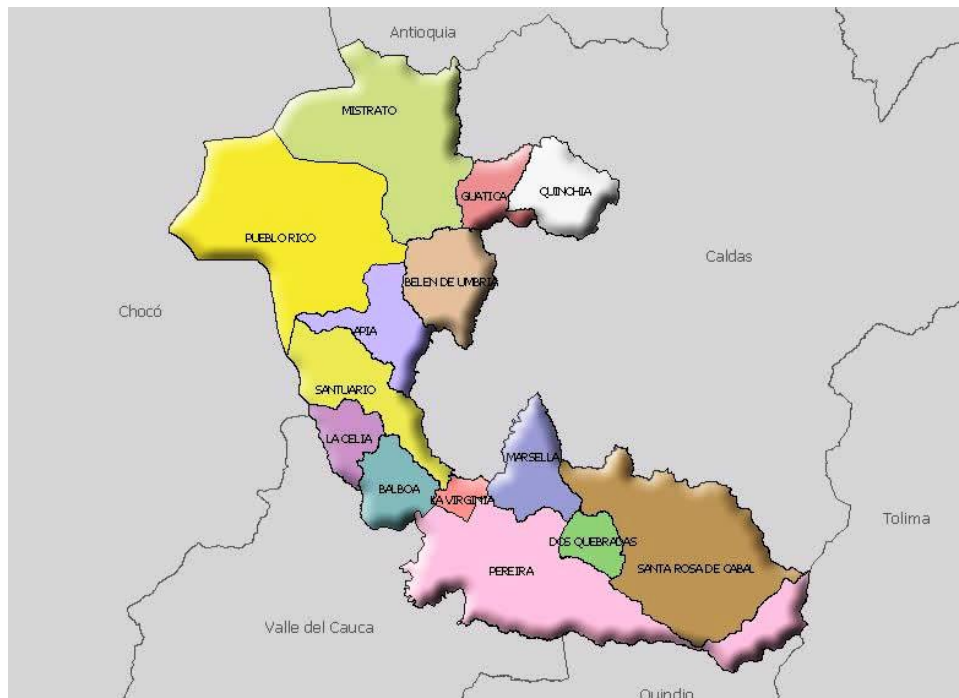 Antioquia
MISTRATO
GUATICA
QUINCHIA
PUEBLO RICO
Caldas
BELEN DE UMBRIA
Chocó
APIA
SANTUARIO
LA CELIA
MARSELLA
BALBOA
LA VIRGINIA
Tolima
DOS QUEBRADAS
SANTA ROSA DE CABAL
PEREIRA
Valle del Cauca
Quindio